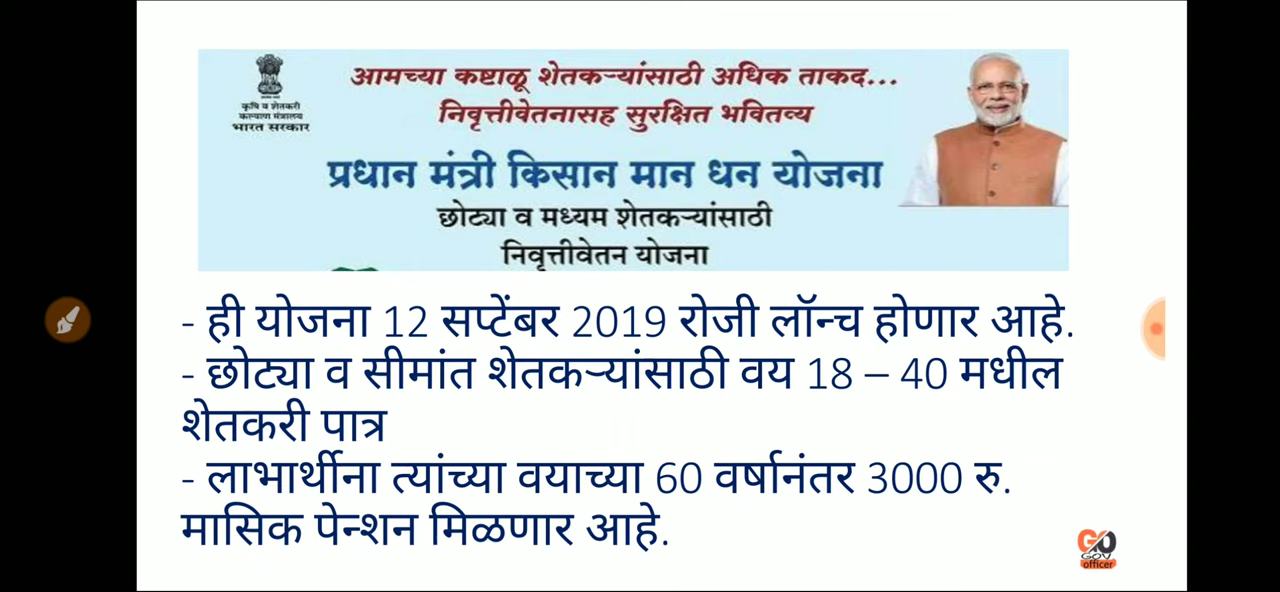 आमच्या कष्टाळू शेतकऱ्यांसाठी अधिक ताकद...
निवृत्तीवेतनासह सुरक्षित भवितव्य
कृषि व शेतकरी
कल्याण मंत्रालय
भारत सरकार
प्रधान मंत्री किसान मान धन योजना
छोट्या व मध्यम शेतकऱ्यांसाठी
निवृत्तीवेतन योजना
- ही योजना 12 सप्टेंबर 2019 रोजी लॉन्च होणार आहे.
- छोट्या व सीमांत शेतकऱ्यांसाठी वय 18 – 40 मधील
शेतकरी पात्र
- लाभार्थीना त्यांच्या वयाच्या 60 वर्षानंतर 3000 रु.
मासिक पेन्शन मिळणार आहे.
GO
GOV
officer